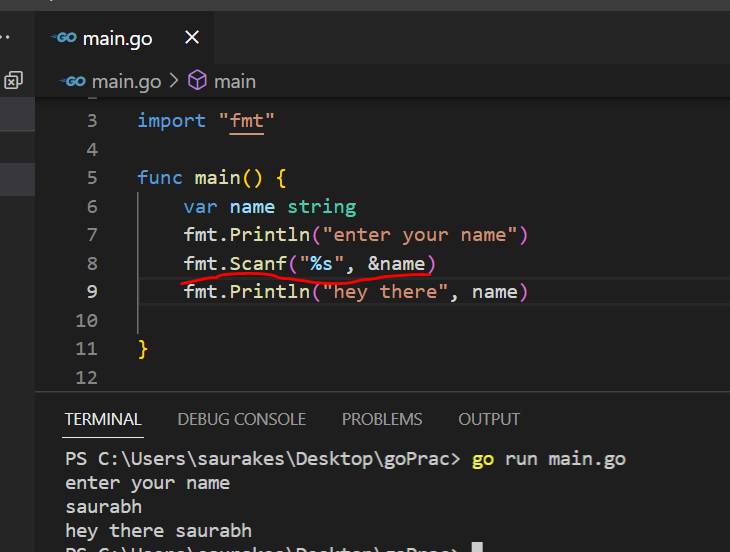 GO main.go
GO main.go > main
3 import "fmt"
4
5 func main() {
6 var name string
7 fmt.Println("enter your name")
8 fmt.Scanf("%s", &name)
9 fmt.Println("hey there", name)
10
11 }
12
TERMINAL DEBUG CONSOLE PROBLEMS OUTPUT
PS C:\Users\saurakes\Desktop\goPrac> go run main.go
enter your name
saurabh
hey there saurabh
PS C:\Users\saurakes\Desktop\goPrac>